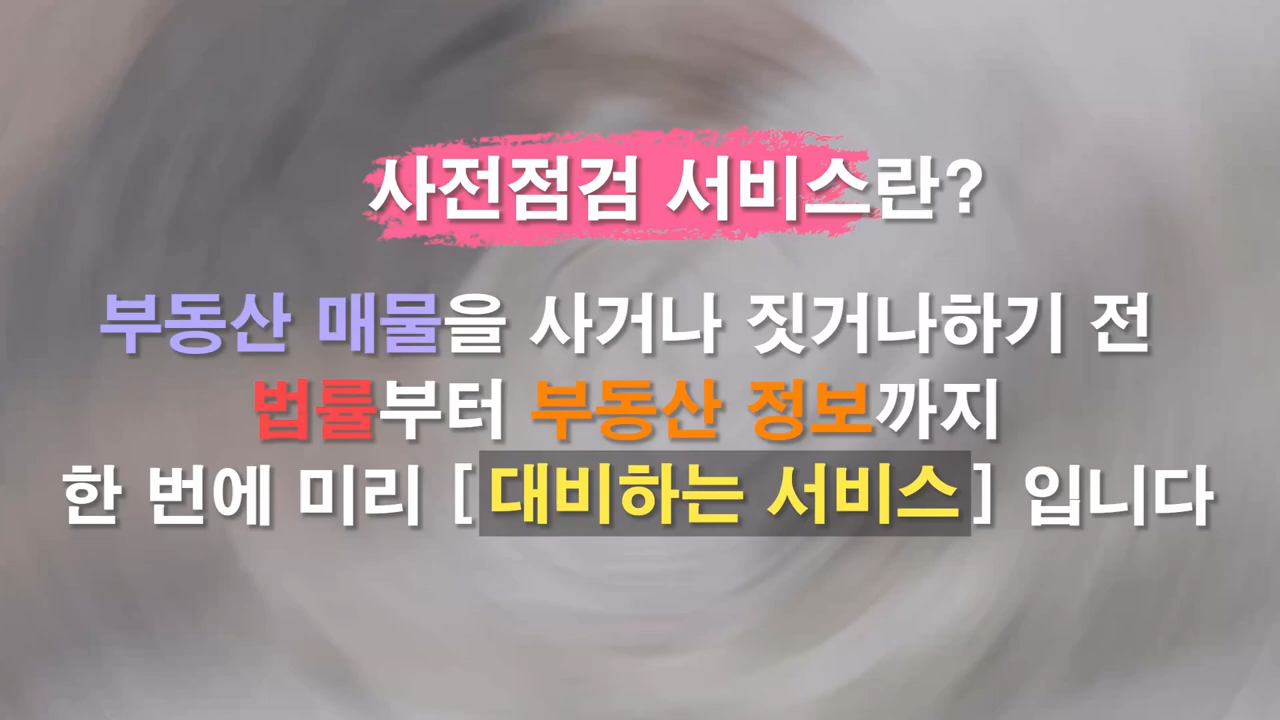 사전점검 서비스란?
부동산 매물을 사거나 짓거나하기 전
법률부터 부동산 정보까지
한 번에 미리 [대비하는 서비스] 입니다